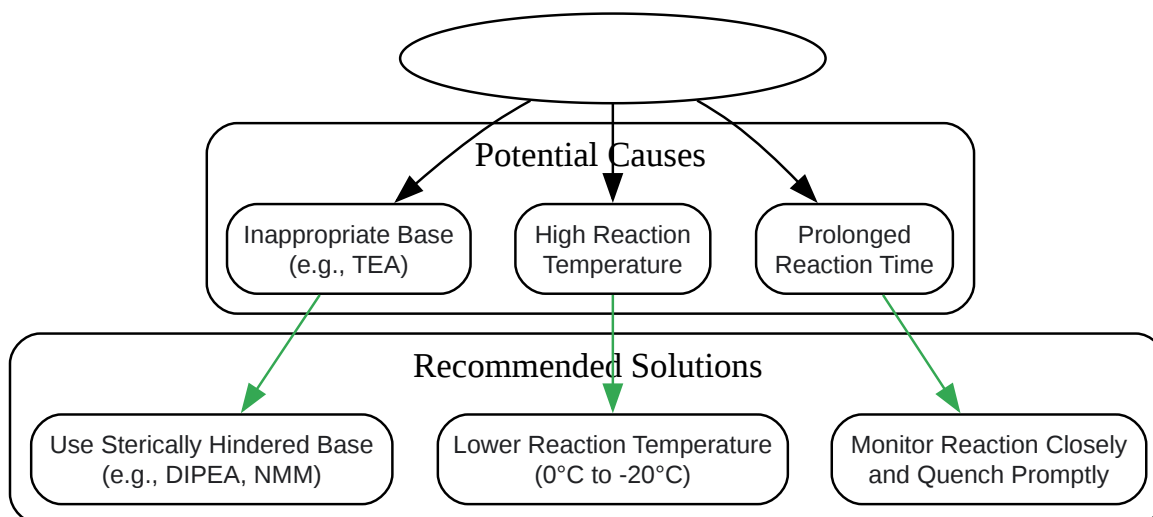 Potential Causes
Inappropriate Base
(e.g., TEA)
High Reaction
Temperature
Prolonged
Reaction Time
Recommended Solutions
Use Sterically Hindered Base
(e.g., DIPEA, NMM)
Lower Reaction Temperature
(0°C to -20°C)
Monitor Reaction Closely
and Quench Promptly